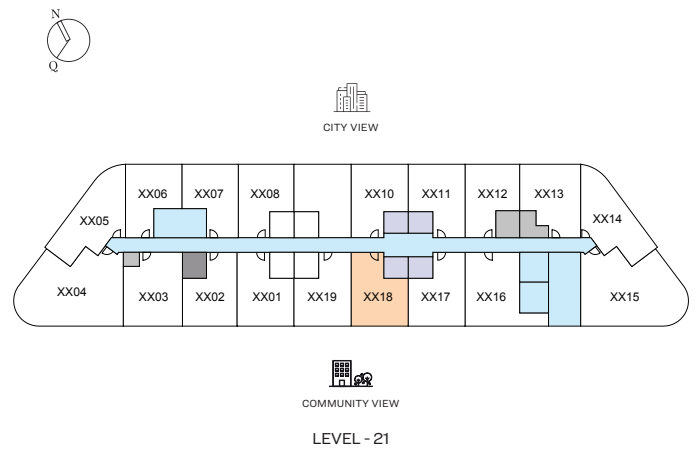 N
Q
CITY VIEW
XX06 XX07 XX08 XX10 XX11 XX12 XX13
XX05 XX14
XX04 XX03 XX02 XX01 XX19 XX18 XX17 XX16 XX15
COMMUNITY VIEW
LEVEL - 21